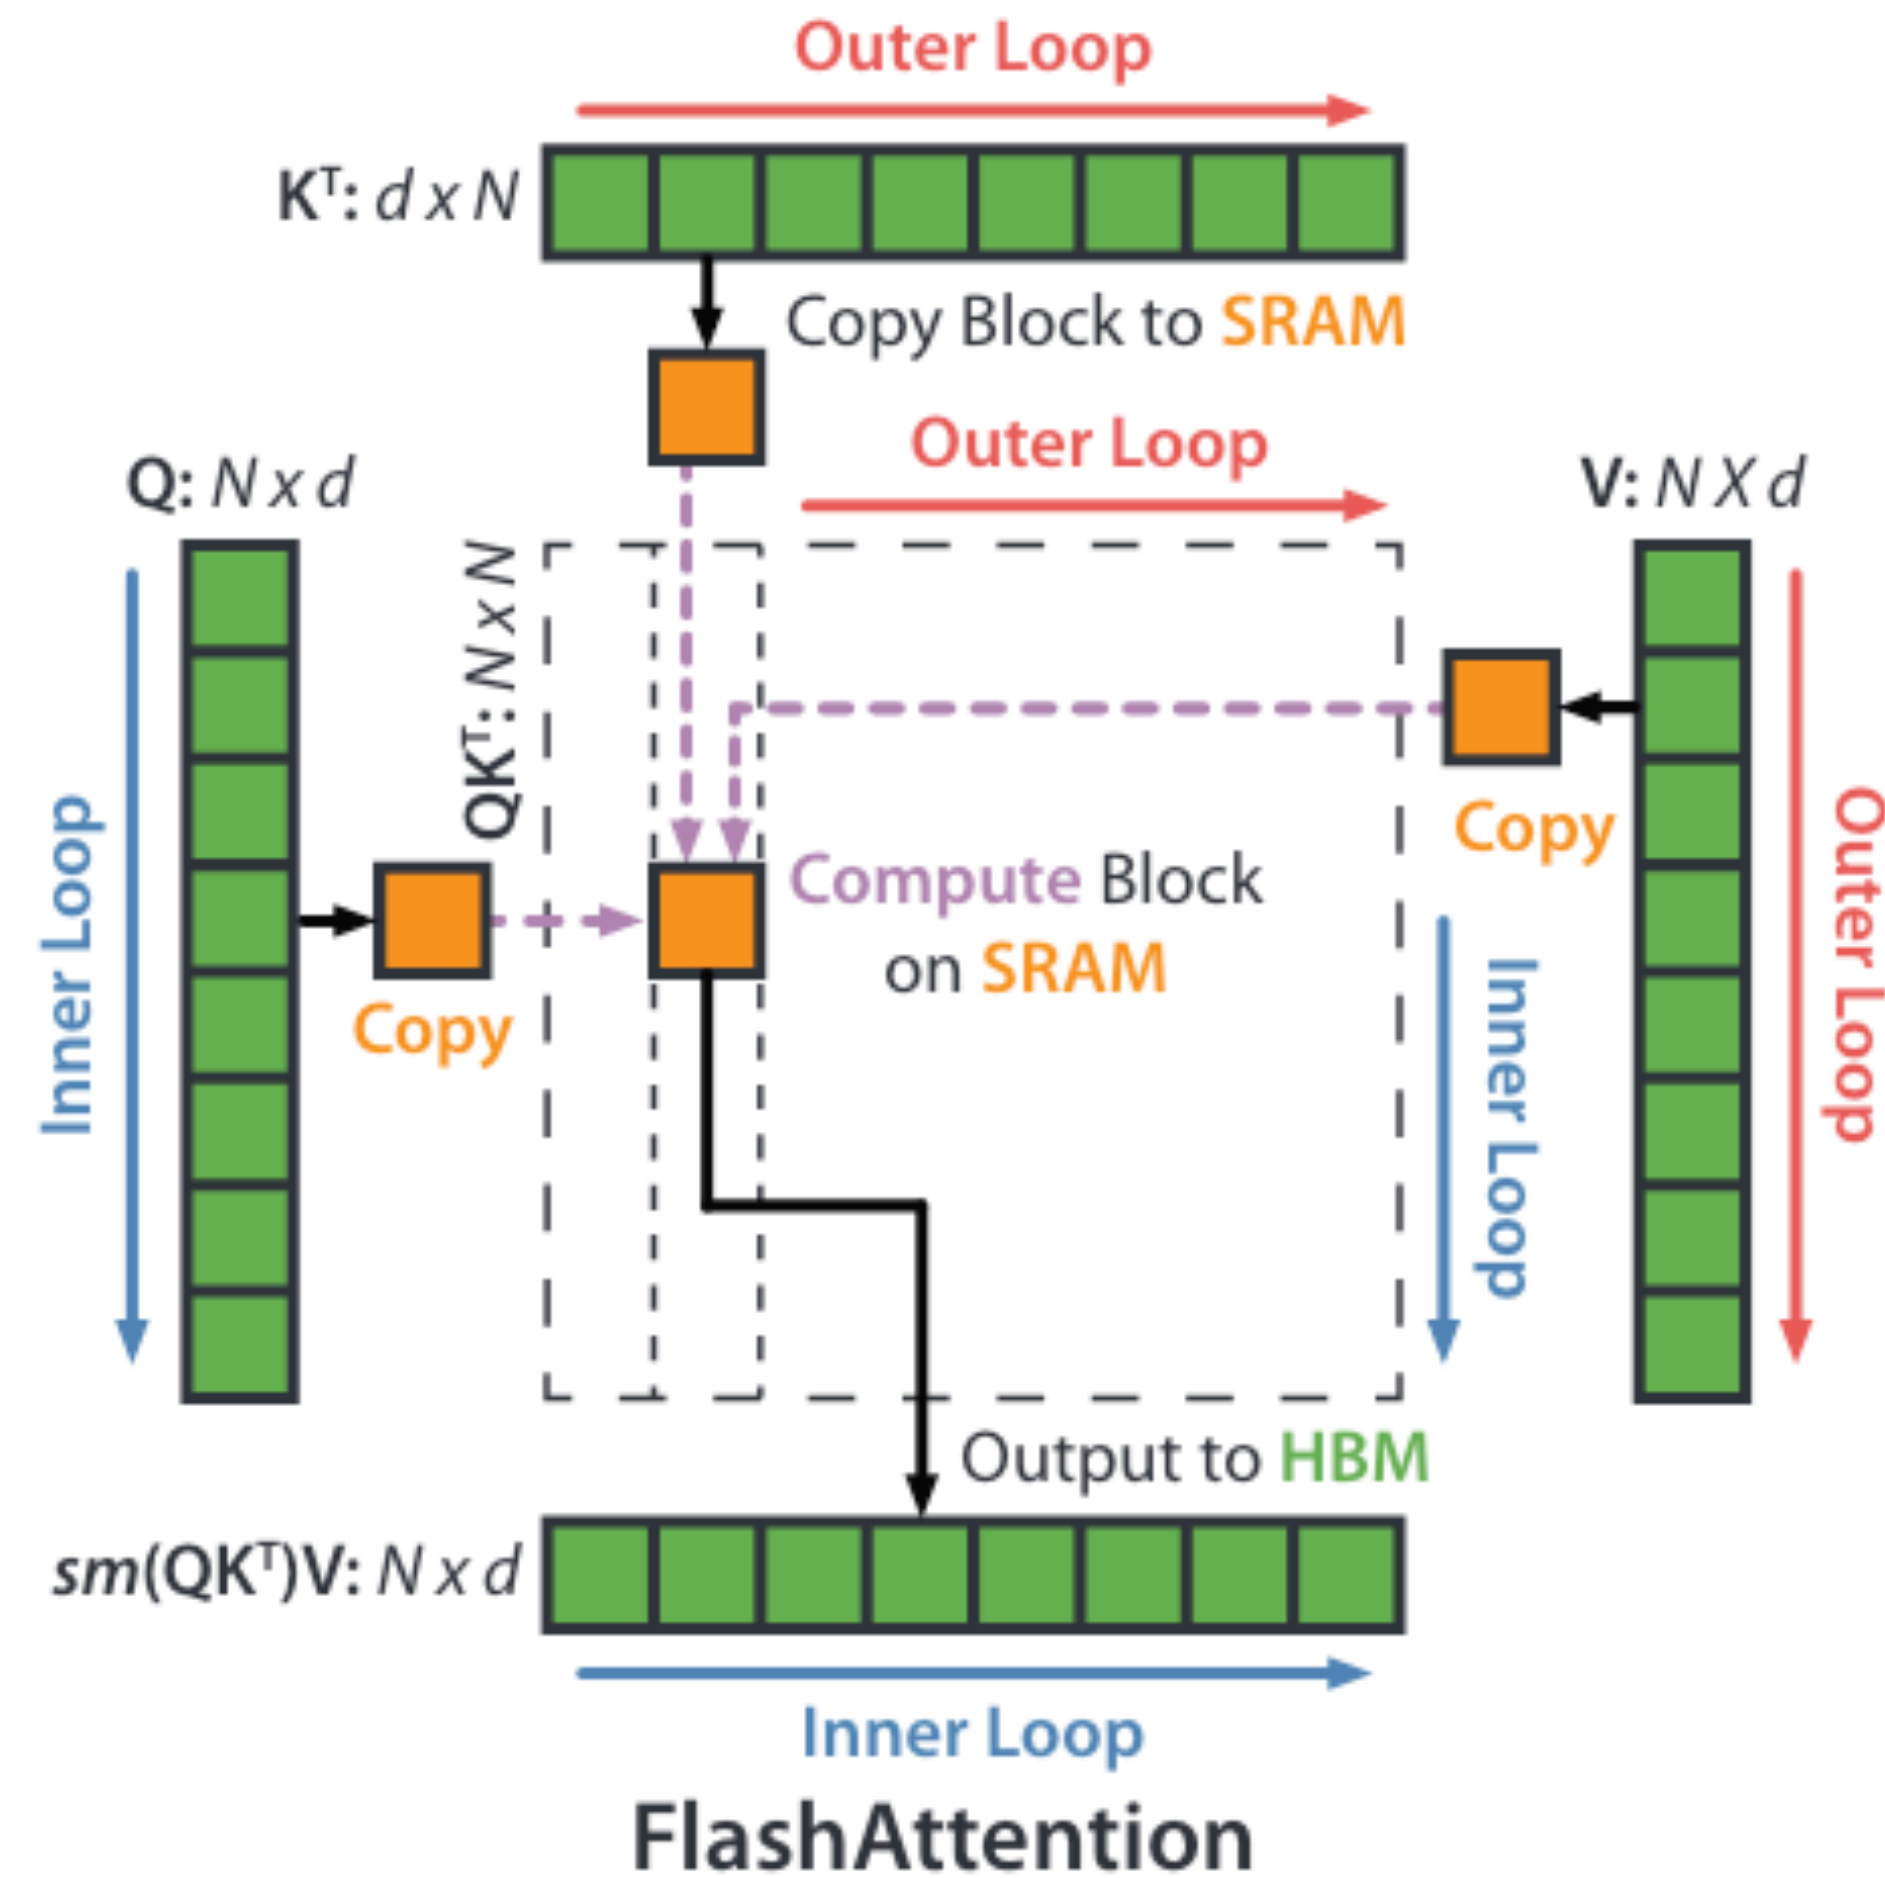 Outer Loop
Kᵀ: d x N
Copy Block to SRAM
Outer Loop
Q: N x d
V: N X d
QKᵀ: N x N
Inner Loop
Copy
Compute Block
on SRAM
Copy
Inner Loop
Outer Loop
Output to HBM
sm(QKᵀ)V: N x d
Inner Loop
FlashAttention